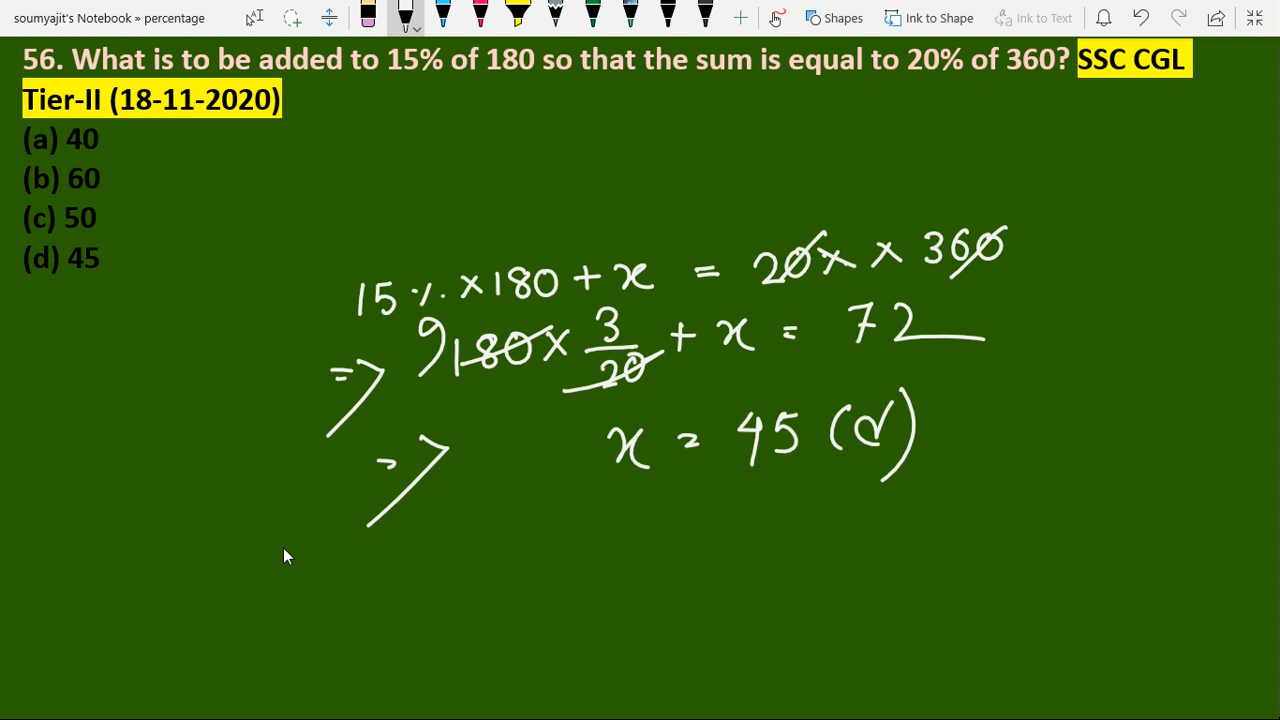 soumyajit's Notebook » percentage
Shapes
Ink to Shape
Ink to Text
56. What is to be added to 15% of 180 so that the sum is equal to 20% of 360? SSC CGL
Tier-II (18-11-2020)
(a) 40
(b) 60
(c) 50
(d) 45
15 % × 180 + x = 20% × 360
⇒ 9 180 × 3/20 + x = 72
⇒ x = 45 (d)